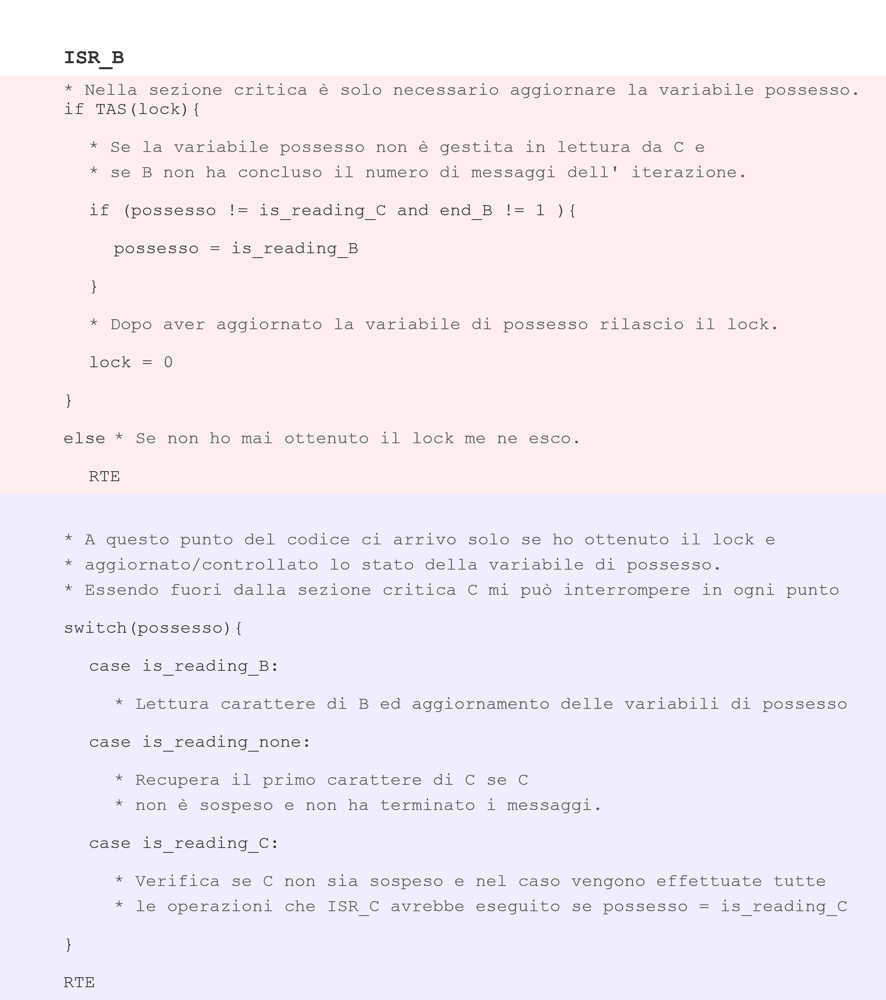 ISR_B
* Nella sezione critica è solo necessario aggiornare la variabile possesso.
if TAS(lock){
* Se la variabile possesso non è gestita in lettura da C e
* se B non ha concluso il numero di messaggi dell' iterazione.
if (possesso != is_reading_C and end_B != 1 ){
possesso = is_reading_B
}
* Dopo aver aggiornato la variabile di possesso rilascio il lock.
lock = 0
}
else * Se non ho mai ottenuto il lock me ne esco.
RTE
* A questo punto del codice ci arrivo solo se ho ottenuto il lock e
* aggiornato/controllato lo stato della variabile di possesso.
* Essendo fuori dalla sezione critica C mi può interrompere in ogni punto
switch(possesso){
case is_reading_B:
* Lettura carattere di B ed aggiornamento delle variabili di possesso
case is_reading_none:
* Recupera il primo carattere di C se C
* non è sospeso e non ha terminato i messaggi.
case is_reading_C:
* Verifica se C non sia sospeso e nel caso vengono effettuate tutte
* le operazioni che ISR_C avrebbe eseguito se possesso = is_reading_C
}
RTE